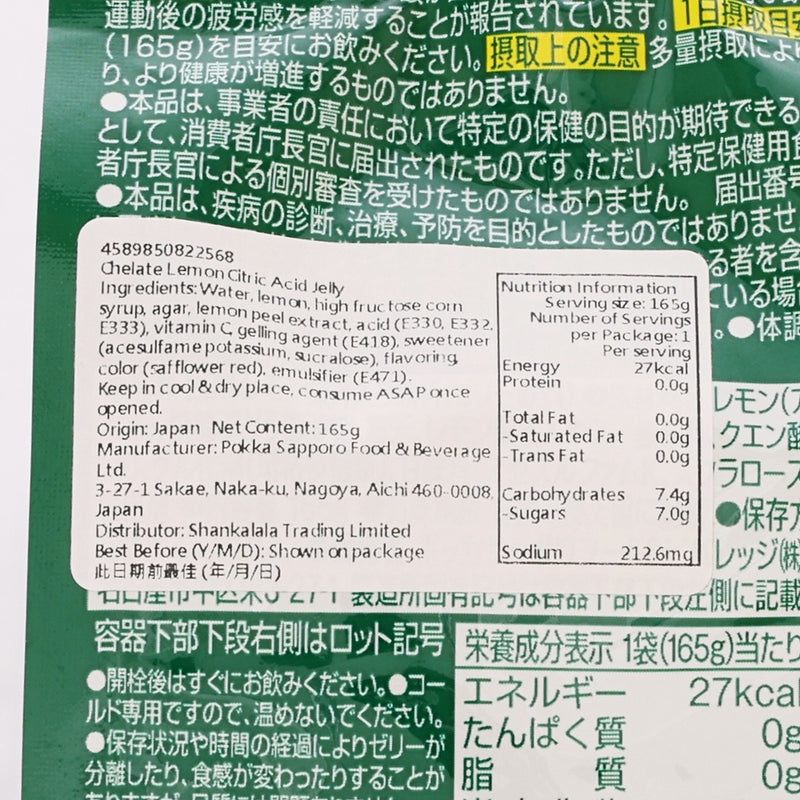 運動後の疲労感を軽減することが報告されています。1日摂取目安
(165g)を目安にお飲みください。摂取上の注意 多量摂取によ
り、より健康が増進するものではありません。
●本品は、事業者の責任において特定の保健の目的が期待できる
として、消費者庁長官に届出されたものです。ただし、特定保健用
者庁長官による個別審査を受けたものではありません。 届出番号
●本品は、疾病の診断、治療、予防を目的としたものではありませ
る者を含
ている場
。●体調
4589850822568
Chelate Lemon Citric Acid Jelly
Ingredients: Water, lemon, high fructose corn
syrup, agar, lemon peel extract, acid (E330, E332,
E333), vitamin C, gelling agent (E418), sweetener
(acesulfame potassium, sucralose), flavoring,
color (safflower red), emulsifier (E471).
Keep in cool & dry place, consume ASAP once
opened.
Origin: Japan Net Content: 165g
Manufacturer: Pokka Sapporo Food & Beverage
Ltd.
3-27-1 Sakae, Naka-ku, Nagoya, Aichi 460-0008,
Japan
Distributor: Shankalala Trading Limited
Best Before (Y/M/D): Shown on package
此日期前最佳 (年/月/日)
Nutrition Information
Serving size: 165g
Number of Servings
per Package: 1
Per serving
Energy 27kcal
Protein 0.0g
Total Fat 0.0g
-Saturated Fat 0.0g
-Trans Fat 0.0g
Carbohydrates 7.4g
-Sugars 7.0g
Sodium 212.6mg
レモン(
クエン酸
ラロース
●保存方
レッジ㈱
側に記載
容器下部下段右側はロット記号
●開栓後はすぐにお飲みください。●コー
ルド専用ですので、温めないでください。
●保存状況や時間の経過によりゼリーが
分離したり、食感が変わったりすることが
栄養成分表示 1袋(165g)当たり
エネルギー 27kcal
たんぱく質 0g
脂 質 0g